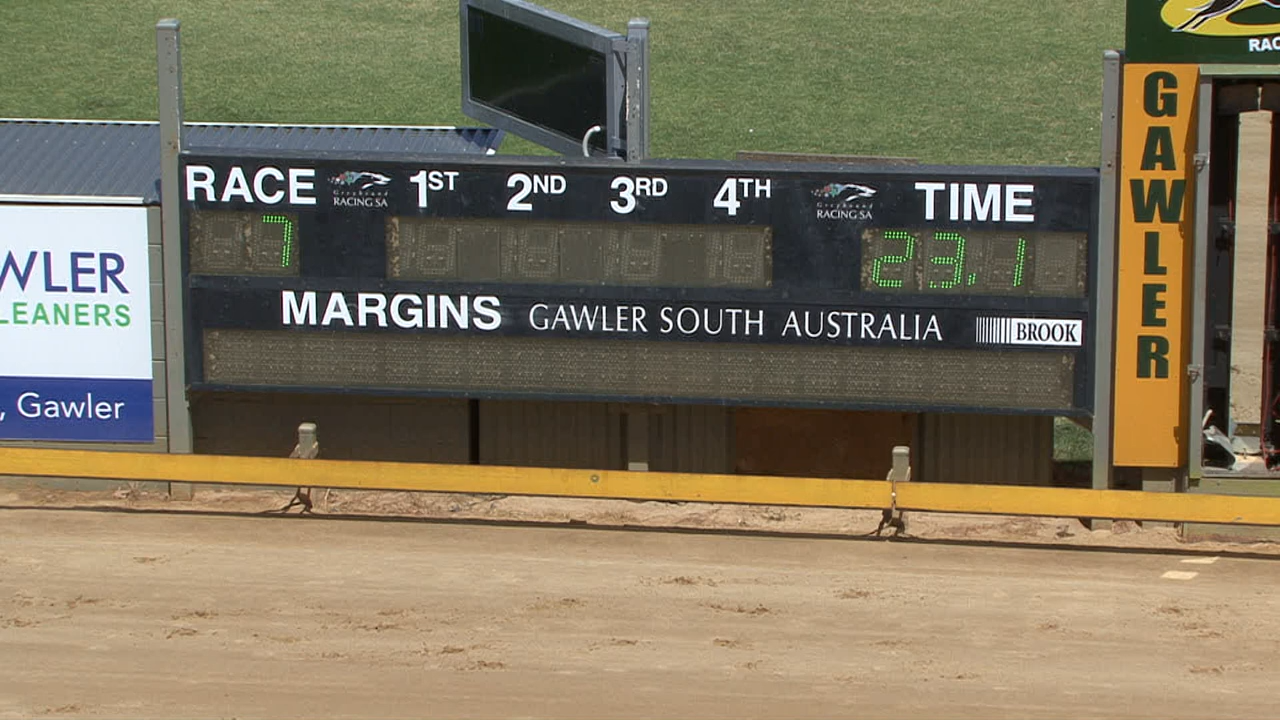 RAC
GAWLER
RACE
Greyhound
RACING SA
1ST 2ND 3RD 4TH
Greyhound
RACING SA
TIME
7
23.1
MARGINS GAWLER SOUTH AUSTRALIA BROOK
WLER
LEANERS
, Gawler